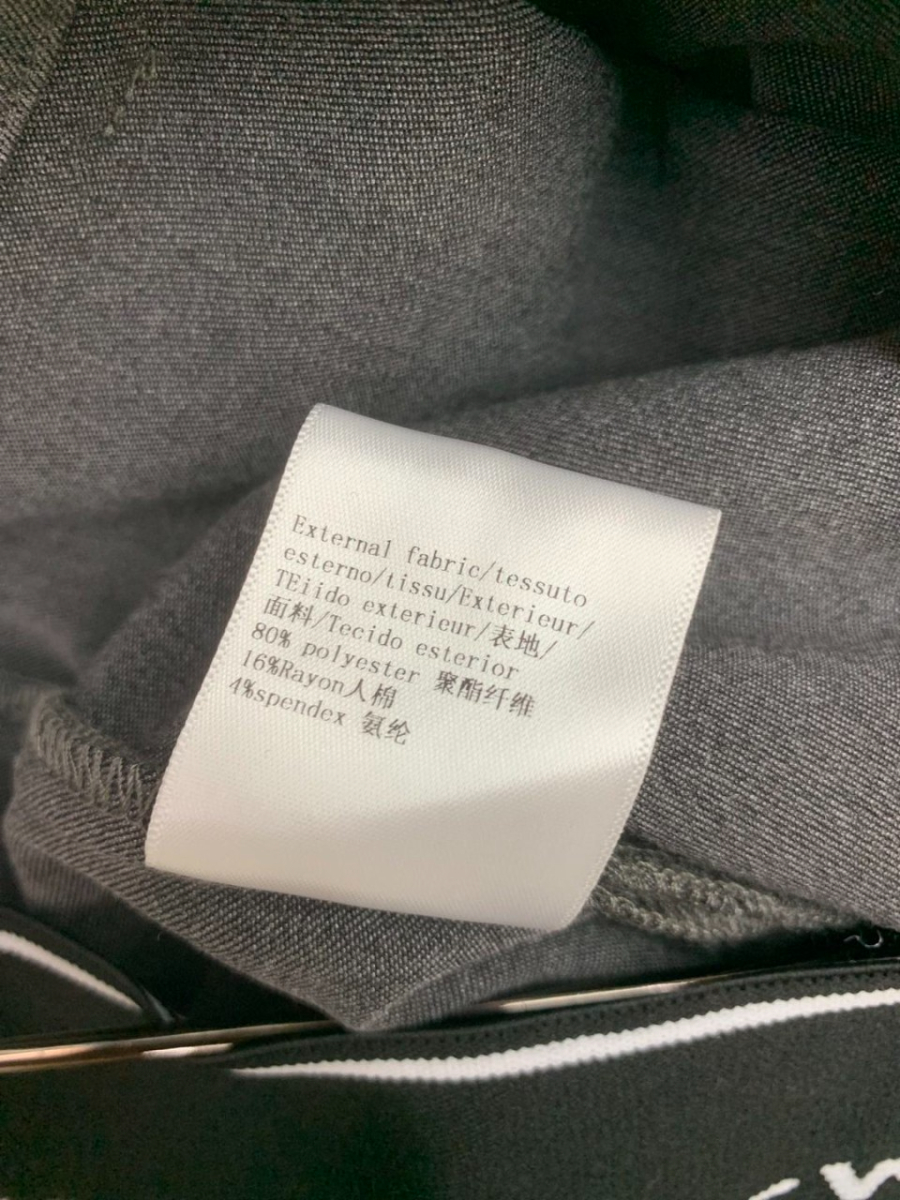 External fabric/tessuto
esterno/tissu/Exterieur/
TEiido exterieur/表地/
面料/Tecido esterior
80% polyester 聚酯纤维
16%Rayon人棉
4%spendex 氨纶